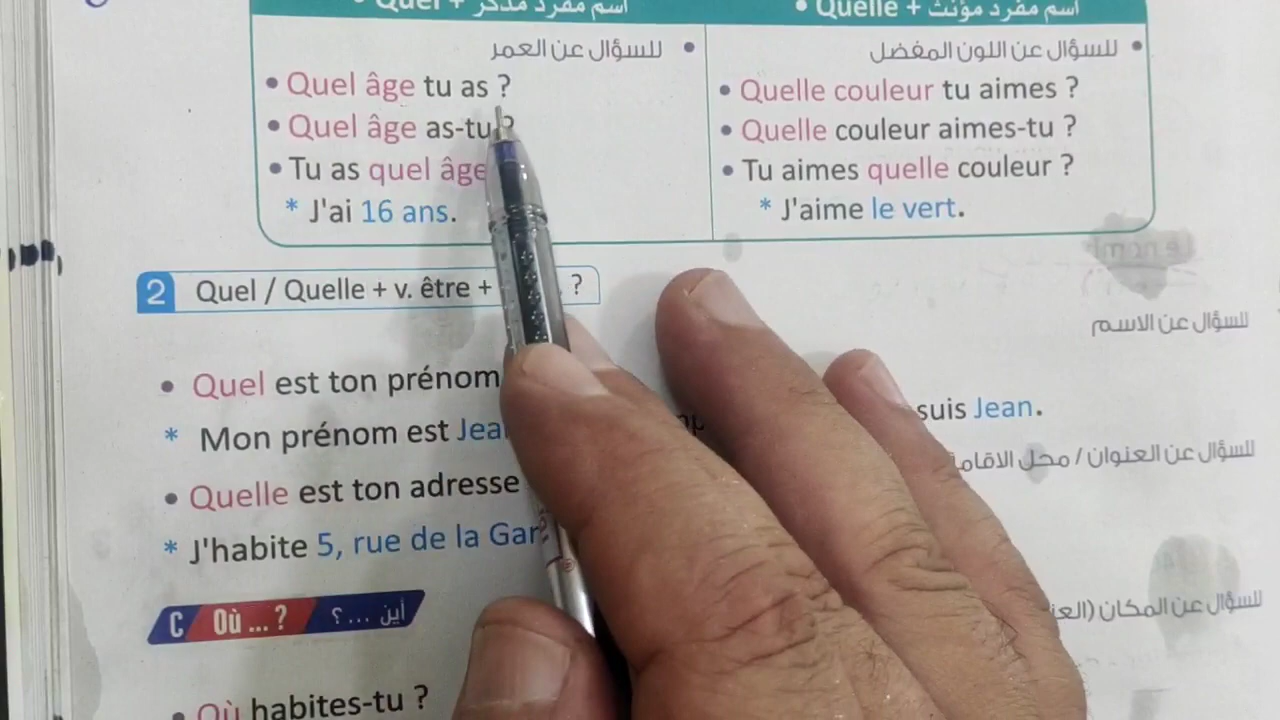 • Quel + اسم مفرد مذكر
• Quelle + اسم مفرد مؤنث
• للسؤال عن العمر
• Quel âge tu as ?
• Quel âge as-tu ?
• Tu as quel âge
* J'ai 16 ans.
• للسؤال عن اللون المفضل
• Quelle couleur tu aimes ?
• Quelle couleur aimes-tu ?
• Tu aimes quelle couleur ?
* J'aime le vert.
2 Quel / Quelle + v. être + ?
للسؤال عن الاسم
• Quel est ton prénom
* Mon prénom est suis Jean.
للسؤال عن العنوان / محل الاقامة
• Quelle est ton adresse
* J'habite 5, rue de la
للسؤال عن المكان
C Où ... ? أين ... ؟
• Où habites-tu ?